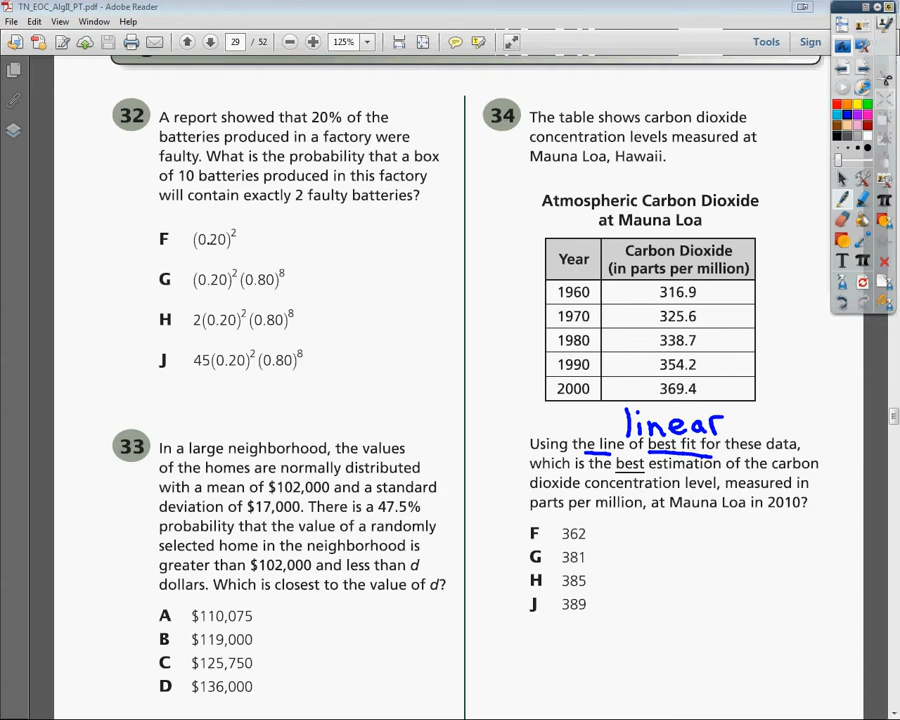 TN_EOC_AlgII_PT.pdf - Adobe Reader
File Edit View Window Help
29 / 52 125% Tools Sign
32 A report showed that 20% of the
batteries produced in a factory were
faulty. What is the probability that a box
of 10 batteries produced in this factory
will contain exactly 2 faulty batteries?
F (0.20)²
G (0.20)²(0.80)⁸
H 2(0.20)²(0.80)⁸
J 45(0.20)²(0.80)⁸
33 In a large neighborhood, the values
of the homes are normally distributed
with a mean of $102,000 and a standard
deviation of $17,000. There is a 47.5%
probability that the value of a randomly
selected home in the neighborhood is
greater than $102,000 and less than d
dollars. Which is closest to the value of d?
A $110,075
B $119,000
C $125,750
D $136,000
34 The table shows carbon dioxide
concentration levels measured at
Mauna Loa, Hawaii.
Atmospheric Carbon Dioxide
at Mauna Loa
Year Carbon Dioxide
(in parts per million)
1960 316.9
1970 325.6
1980 338.7
1990 354.2
2000 369.4
linear
Using the line of best fit for these data,
which is the best estimation of the carbon
dioxide concentration level, measured in
parts per million, at Mauna Loa in 2010?
F 362
G 381
H 385
J 389